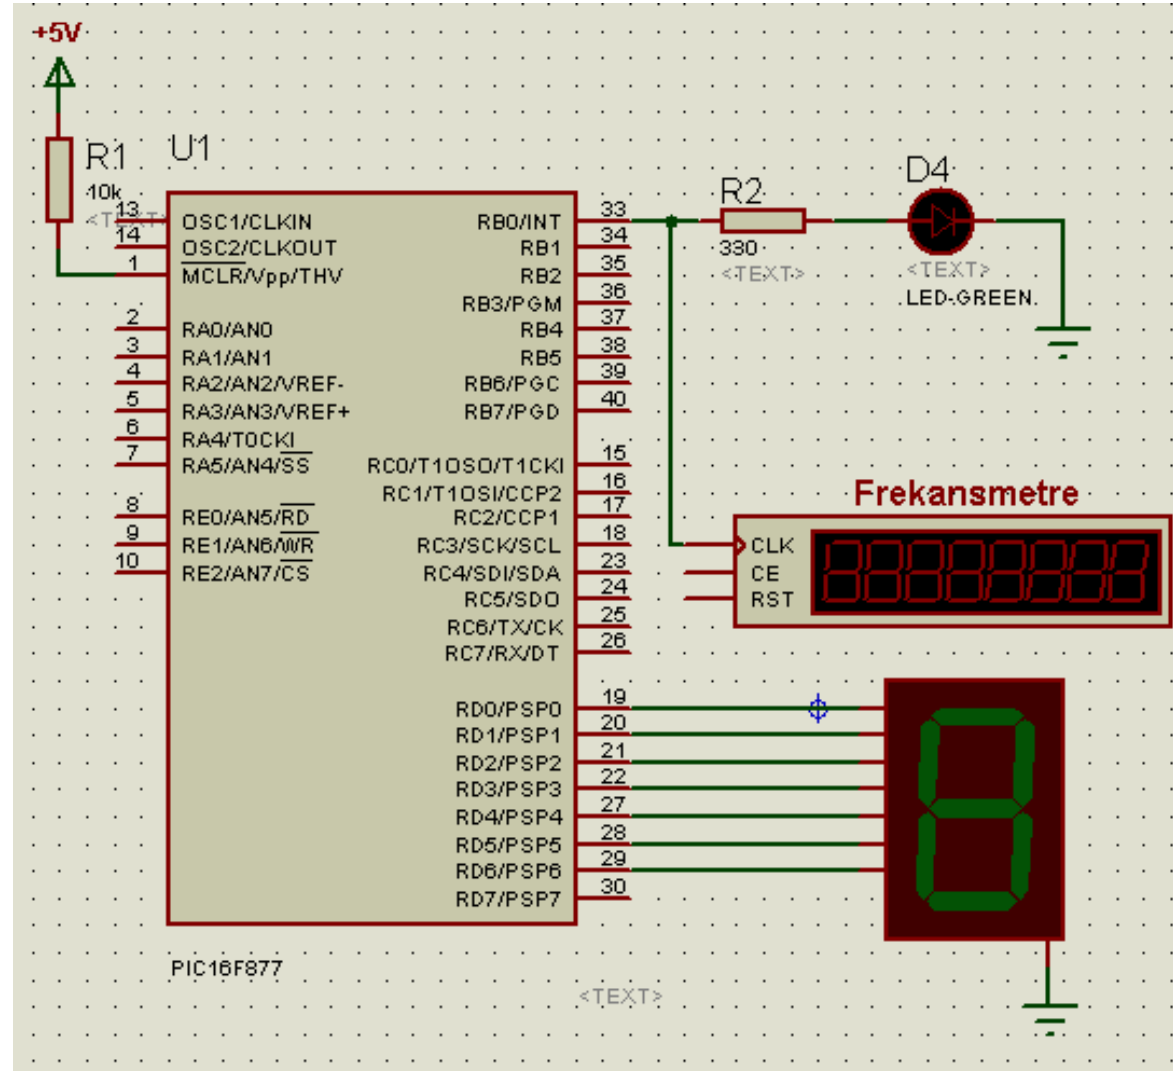 +5V
R1
10k
<TEXT>
U1
13
OSC1/CLKIN
14
OSC2/CLKOUT
1
MCLR/Vpp/THV
2
RA0/AN0
3
RA1/AN1
4
RA2/AN2/VREF-
5
RA3/AN3/VREF+
6
RA4/T0CKI
7
RA5/AN4/SS
8
RE0/AN5/RD
9
RE1/AN6/WR
10
RE2/AN7/CS
RB0/INT
33
RB1
34
RB2
35
RB3/PGM
36
RB4
37
RB5
38
RB6/PGC
39
RB7/PGD
40
RC0/T1OSO/T1CKI
15
RC1/T1OSI/CCP2
16
RC2/CCP1
17
RC3/SCK/SCL
18
RC4/SDI/SDA
23
RC5/SDO
24
RC6/TX/CK
25
RC7/RX/DT
26
RD0/PSP0
19
RD1/PSP1
20
RD2/PSP2
21
RD3/PSP3
22
RD4/PSP4
27
RD5/PSP5
28
RD6/PSP6
29
RD7/PSP7
30
PIC16F877
<TEXT>
R2
330
<TEXT>
D4
<TEXT>
LED-GREEN
Frekansmetre
CLK
CE
RST